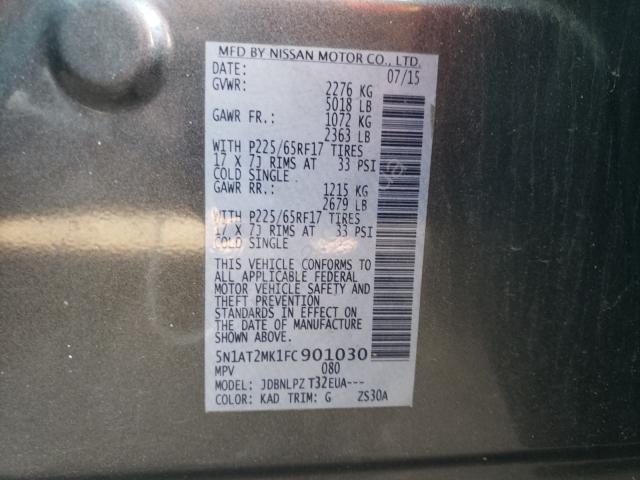 MFD BY NISSAN MOTOR CO., LTD.
DATE: 07/15
GVWR: 2276 KG
5018 LB
GAWR FR.: 1072 KG
2363 LB
WITH P225/65RF17 TIRES
17 X 7J RIMS AT 33 PSI
COLD SINGLE
GAWR RR.: 1215 KG
2679 LB
WITH P225/65RF17 TIRES
17 X 7J RIMS AT 33 PSI
COLD SINGLE
THIS VEHICLE CONFORMS TO
ALL APPLICABLE FEDERAL
MOTOR VEHICLE SAFETY AND
THEFT PREVENTION
STANDARDS IN EFFECT ON
THE DATE OF MANUFACTURE
SHOWN ABOVE.
5N1AT2MK1FC901030
MPV 080
MODEL: JDBNLPZ T32EUA---
COLOR: KAD TRIM: G ZS30A